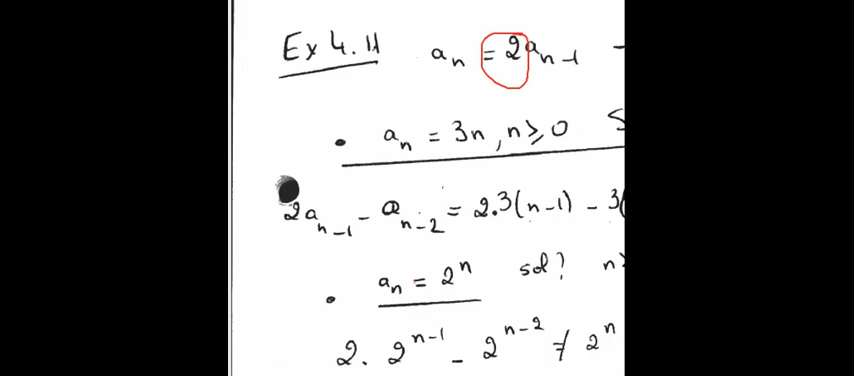 Ex 4.11 aₙ = 2aₙ₋₁ -
• aₙ = 3n, n ≥ 0
2aₙ₋₁ - aₙ₋₂ = 2.3(n-1) - 3(
• aₙ = 2ⁿ sol? n>
2. 2ⁿ⁻¹ - 2ⁿ⁻² ≠ 2ⁿ